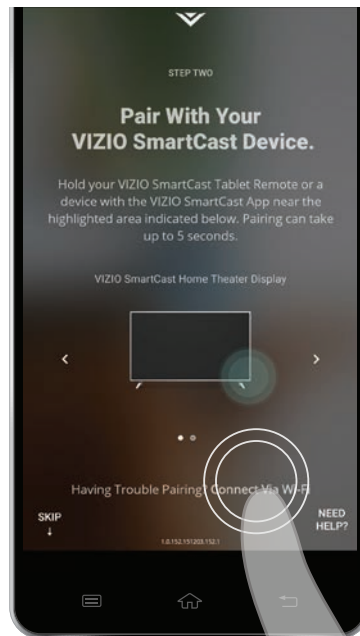 STEP TWO
Pair With Your
VIZIO SmartCast Device.
Hold your VIZIO SmartCast Tablet Remote or a
device with the VIZIO SmartCast App near the
highlighted area indicated below. Pairing can take
up to 5 seconds.
VIZIO SmartCast Home Theater Display
Having Trouble Pairing? Connect Via Wi-Fi
SKIP
NEED
HELP?
1.0.152.151203.152.1